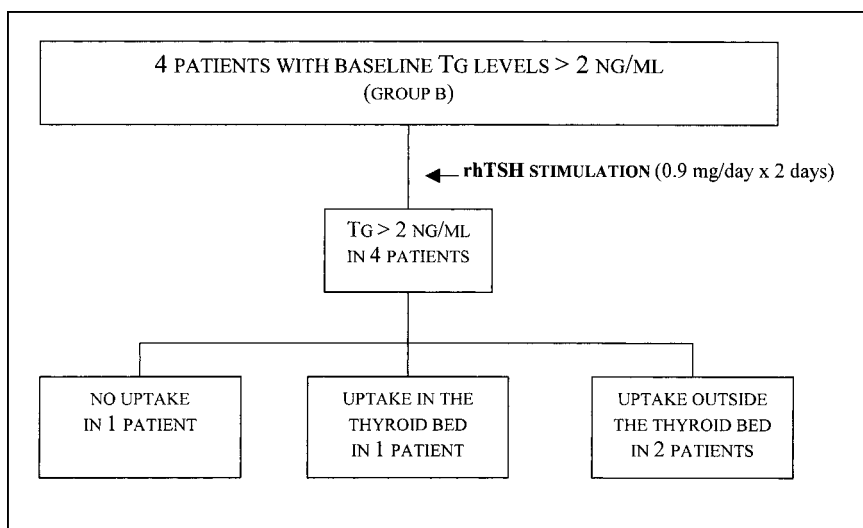 4 PATIENTS WITH BASELINE TG LEVELS > 2 NG/ML
(GROUP B)
rhTSH STIMULATION (0.9 mg/day x 2 days)
TG > 2 NG/ML
IN 4 PATIENTS
NO UPTAKE
IN 1 PATIENT
UPTAKE IN THE
THYROID BED
IN 1 PATIENT
UPTAKE OUTSIDE
THE THYROID BED
IN 2 PATIENTS